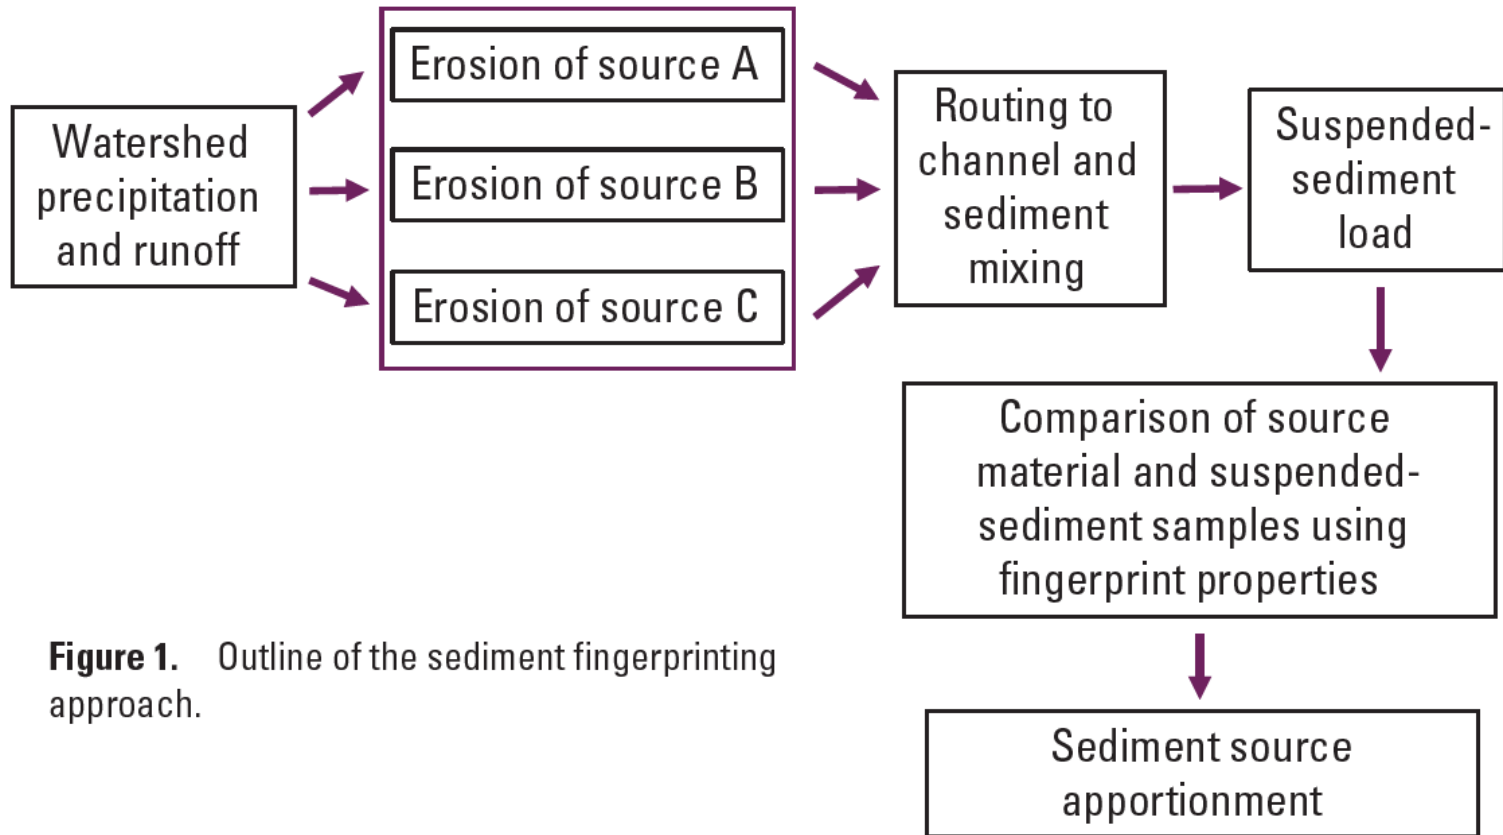 Watershed
precipitation
and runoff
Erosion of source A
Erosion of source B
Erosion of source C
Routing to
channel and
sediment
mixing
Suspended-
sediment
load
Comparison of source
material and suspended-
sediment samples using
fingerprint properties
Sediment source
apportionment
Figure 1. Outline of the sediment fingerprinting
approach.